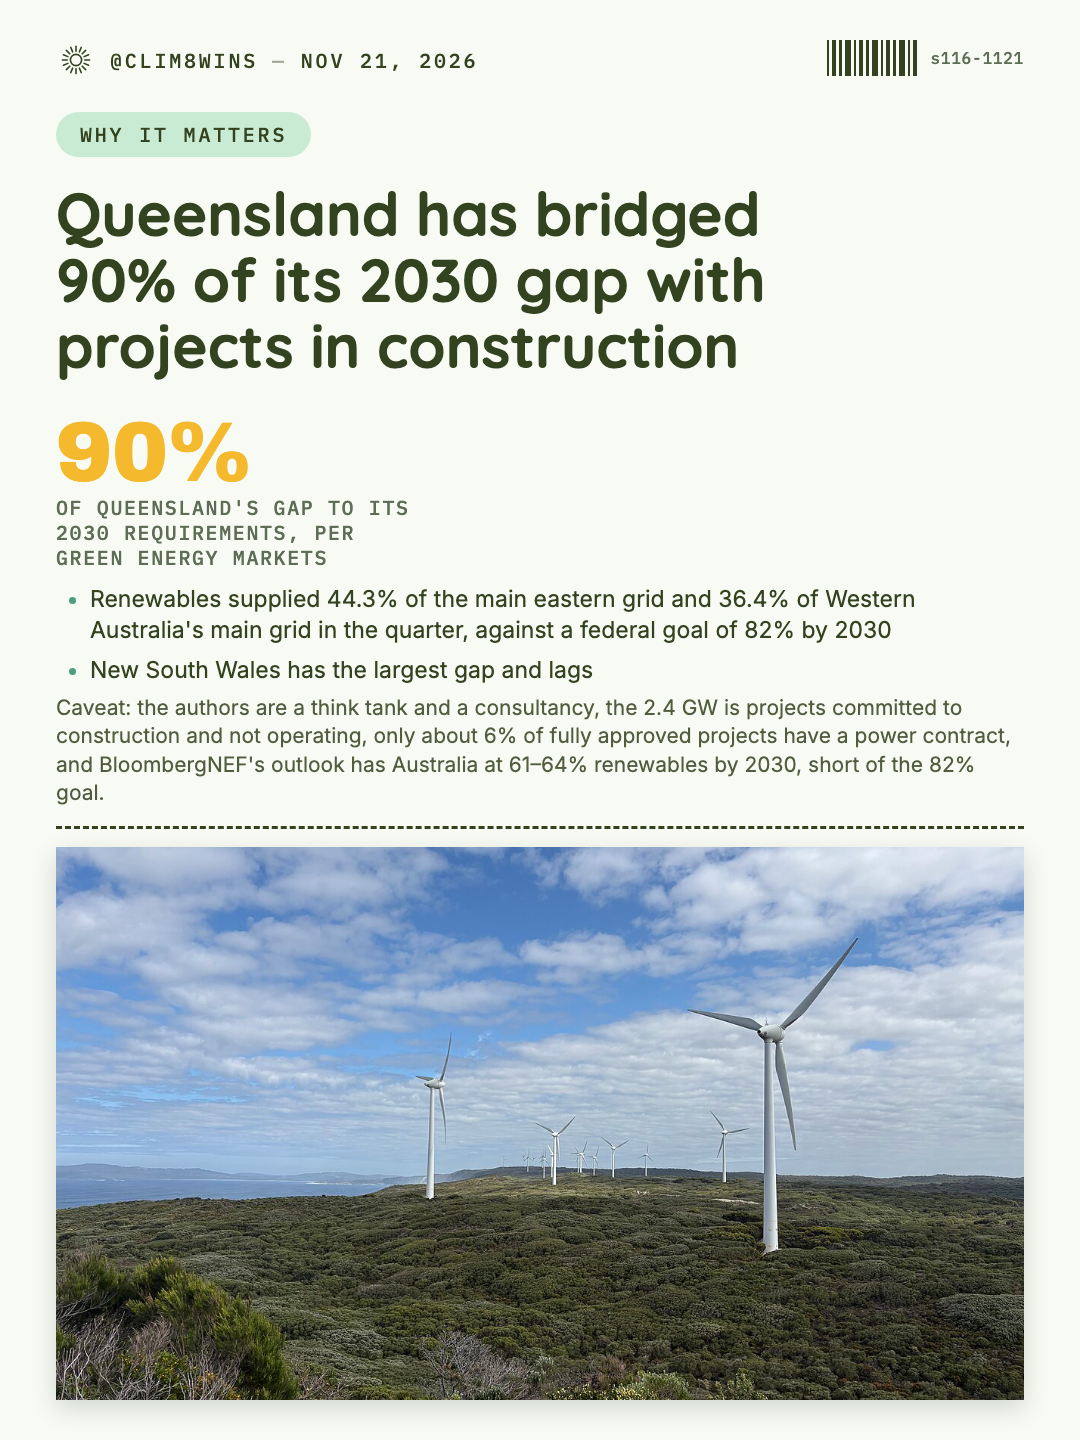 @CLIM8WINS — NOV 21, 2026
s116-1121
WHY IT MATTERS
Queensland has bridged
90% of its 2030 gap with
projects in construction
90%
OF QUEENSLAND'S GAP TO ITS
2030 REQUIREMENTS, PER
GREEN ENERGY MARKETS
• Renewables supplied 44.3% of the main eastern grid and 36.4% of Western
Australia's main grid in the quarter, against a federal goal of 82% by 2030
• New South Wales has the largest gap and lags
Caveat: the authors are a think tank and a consultancy, the 2.4 GW is projects committed to
construction and not operating, only about 6% of fully approved projects have a power contract,
and BloombergNEF's outlook has Australia at 61–64% renewables by 2030, short of the 82%
goal.